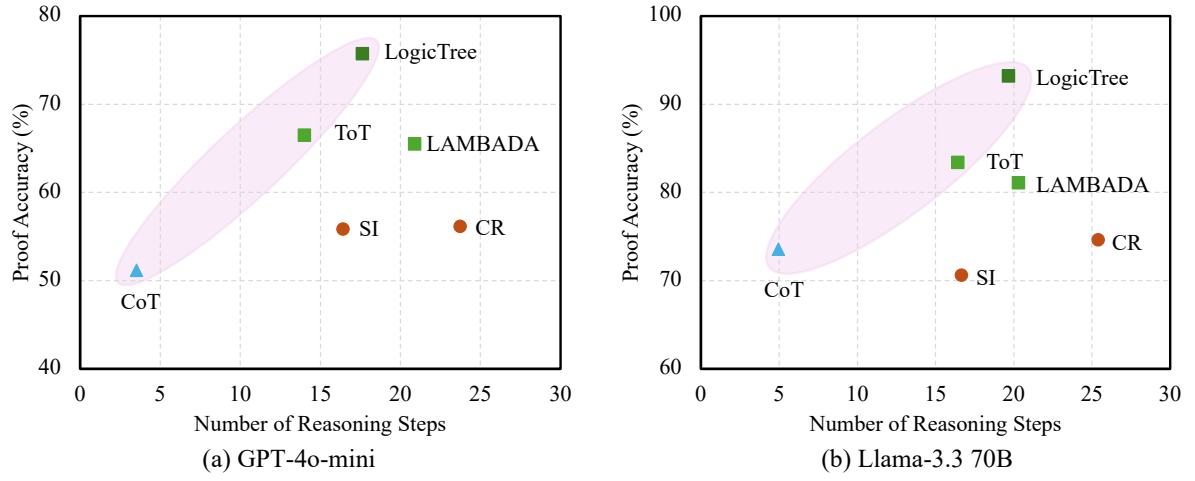 80
70
60
50
40
Proof Accuracy (%)
LogicTree
ToT
LAMBADA
SI
CR
CoT
0 5 10 15 20 25 30
Number of Reasoning Steps
(a) GPT-4o-mini
100
90
80
70
60
Proof Accuracy (%)
LogicTree
ToT
LAMBADA
CR
SI
CoT
0 5 10 15 20 25 30
Number of Reasoning Steps
(b) Llama-3.3 70B